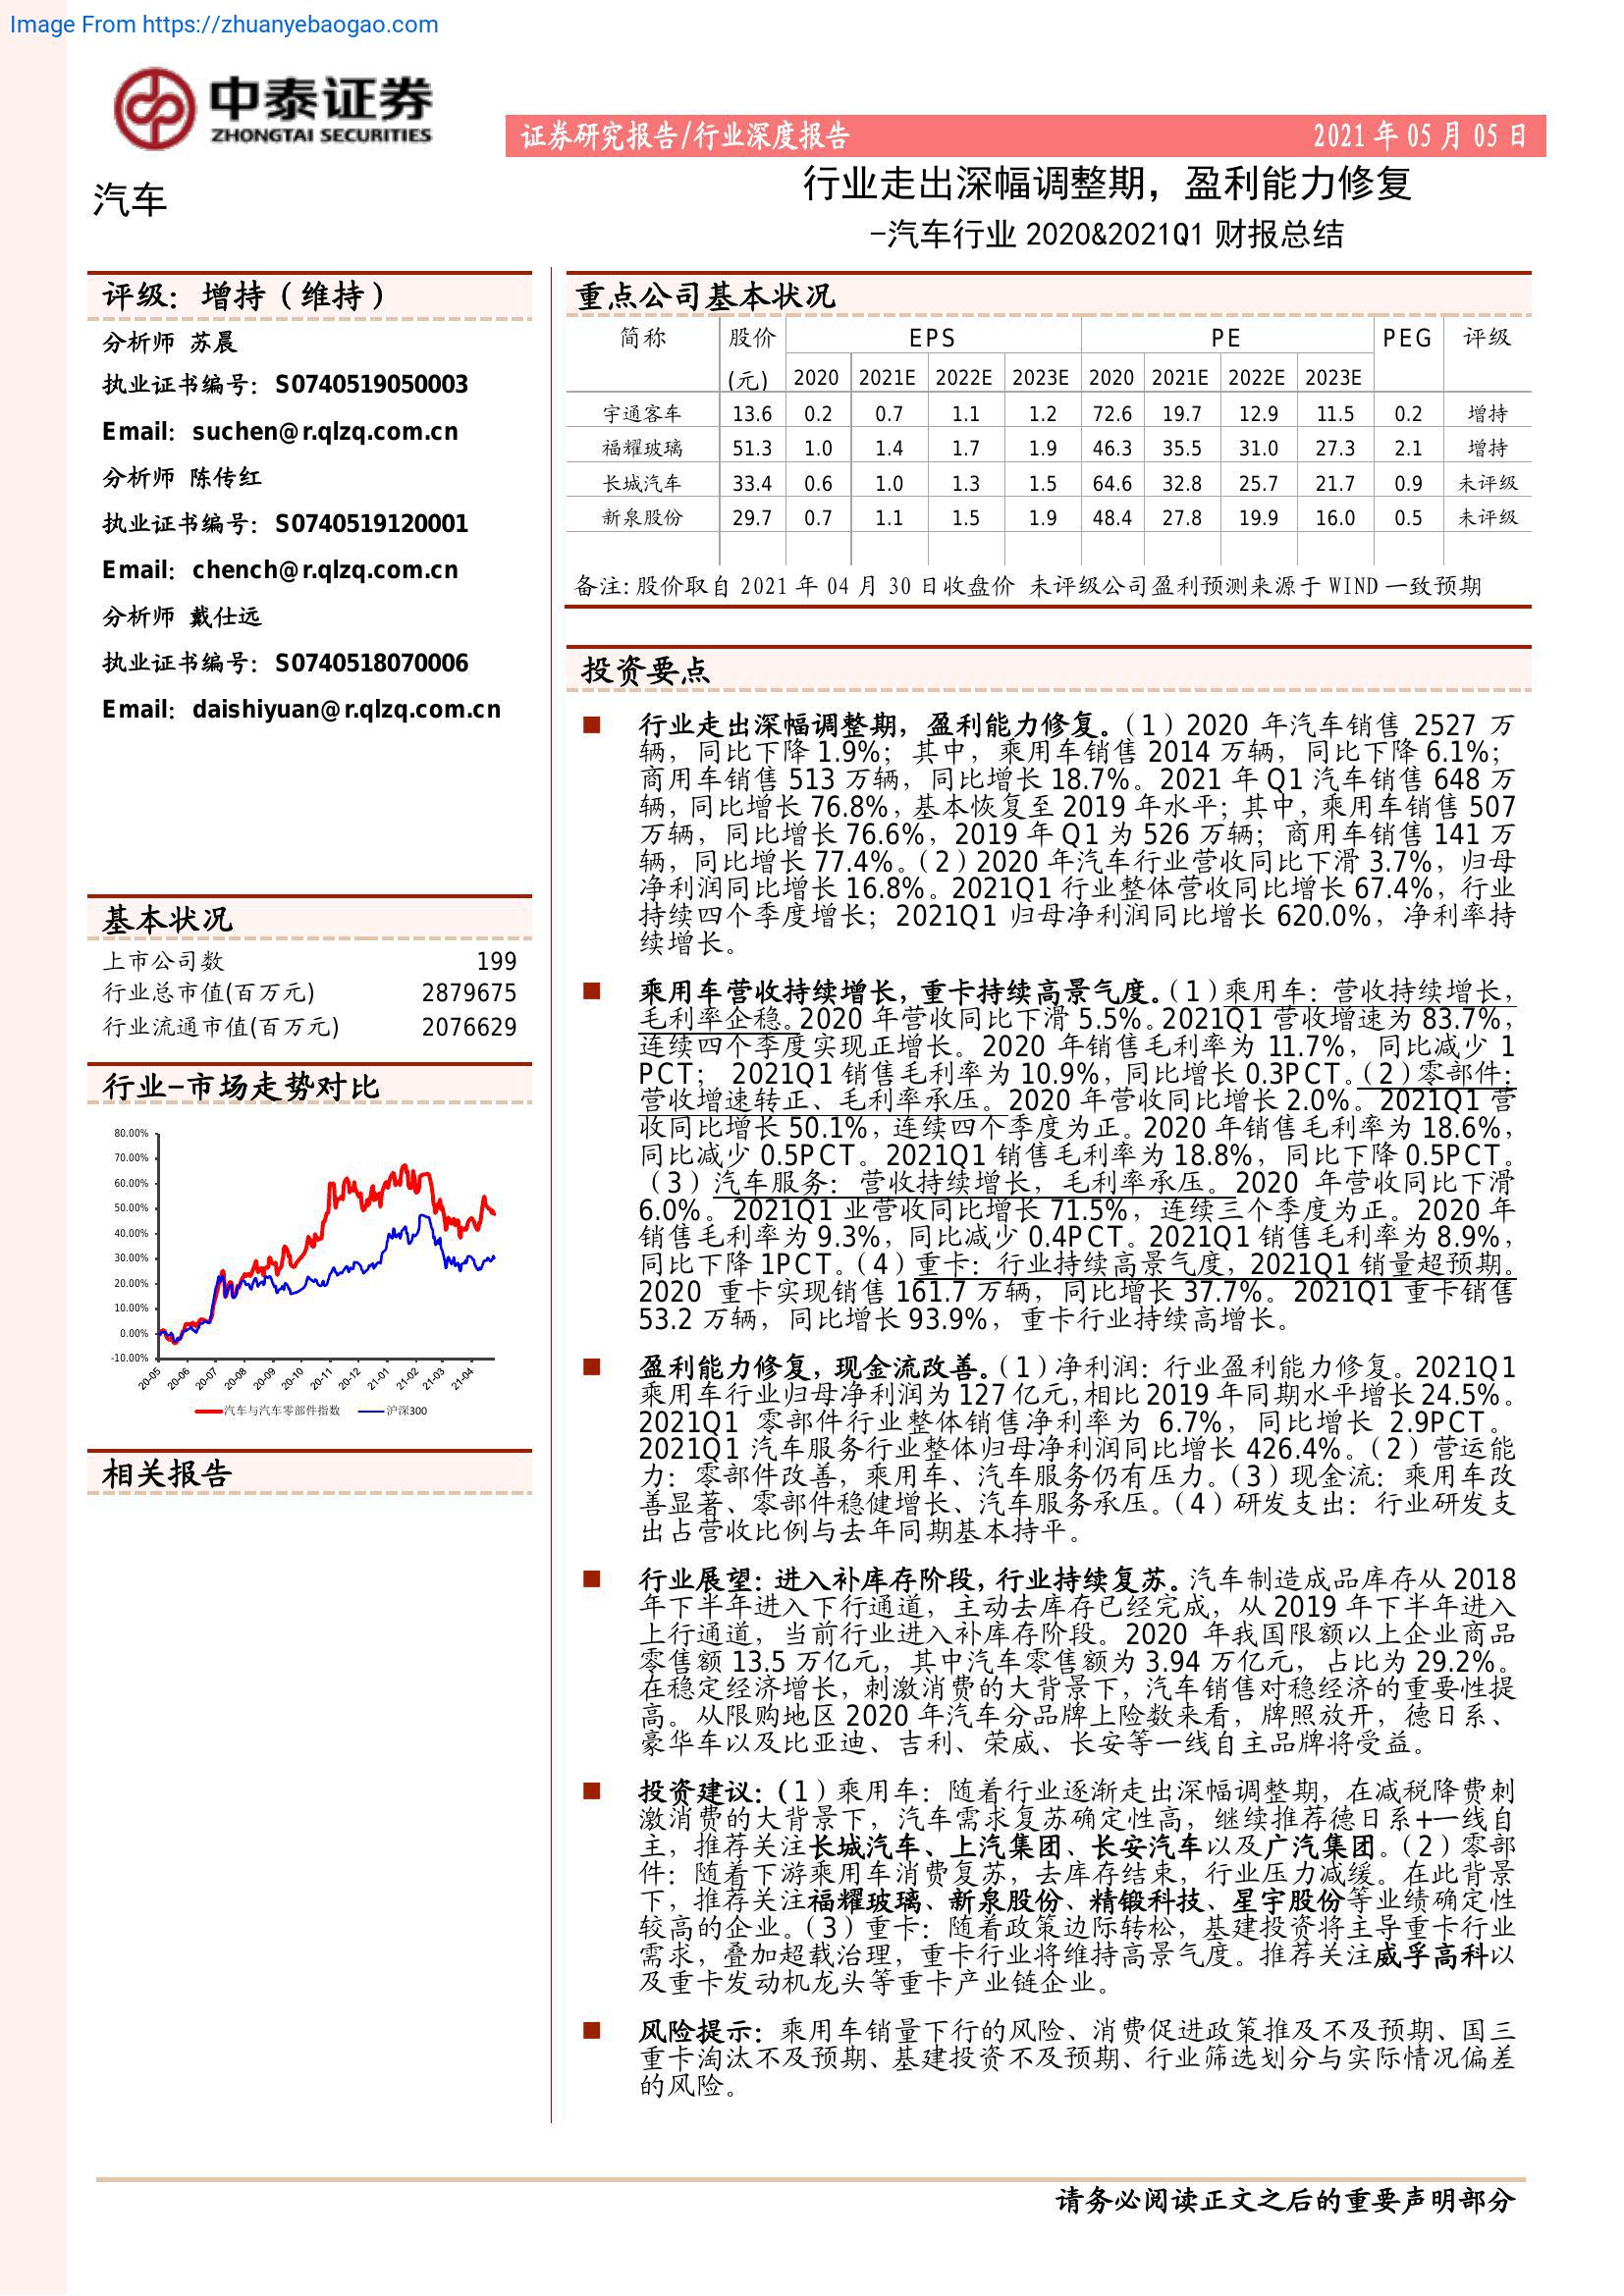 Image From https://zhuanyebaogao.com
中泰证券
ZHONGTAI SECURITIES
证券研究报告/行业深度报告
2021 年 05 月 05 日
汽车
行业走出深幅调整期，盈利能力修复
-汽车行业 2020&2021Q1 财报总结
评级：增持（维持）
分析师 苏晨
执业证书编号：S0740519050003
Email：suchen@r.qlzq.com.cn
分析师 陈传红
执业证书编号：S0740519120001
Email：chench@r.qlzq.com.cn
分析师 戴仕远
执业证书编号：S0740518070006
Email：daishiyuan@r.qlzq.com.cn
基本状况
上市公司数 199
行业总市值(百万元) 2879675
行业流通市值(百万元) 2076629
行业-市场走势对比
80.00%
70.00%
60.00%
50.00%
40.00%
30.00%
20.00%
10.00%
0.00%
-10.00%
20-05 20-06 20-07 20-08 20-09 20-10 20-11 20-12 21-01 21-02 21-03 21-04
汽车与汽车零部件指数 沪深300
相关报告
重点公司基本状况
简称 股价 EPS PE PEG 评级
(元) 2020 2021E 2022E 2023E 2020 2021E 2022E 2023E
宇通客车 13.6 0.2 0.7 1.1 1.2 72.6 19.7 12.9 11.5 0.2 增持
福耀玻璃 51.3 1.0 1.4 1.7 1.9 46.3 35.5 31.0 27.3 2.1 增持
长城汽车 33.4 0.6 1.0 1.3 1.5 64.6 32.8 25.7 21.7 0.9 未评级
新泉股份 29.7 0.7 1.1 1.5 1.9 48.4 27.8 19.9 16.0 0.5 未评级
备注：股价取自 2021 年 04 月 30 日收盘价 未评级公司盈利预测来源于 WIND 一致预期
投资要点
■ 行业走出深幅调整期，盈利能力修复。（1）2020 年汽车销售 2527 万
辆，同比下降 1.9%；其中，乘用车销售 2014 万辆，同比下降 6.1%；
商用车销售 513 万辆，同比增长 18.7%。2021 年 Q1 汽车销售 648 万
辆，同比增长 76.8%，基本恢复至 2019 年水平；其中，乘用车销售 507
万辆，同比增长 76.6%，2019 年 Q1 为 526 万辆；商用车销售 141 万
辆，同比增长 77.4%。（2）2020 年汽车行业营收同比下滑 3.7%，归母
净利润同比增长 16.8%。2021Q1 行业整体营收同比增长 67.4%，行业
持续四个季度增长；2021Q1 归母净利润同比增长 620.0%，净利率持
续增长。
■ 乘用车营收持续增长，重卡持续高景气度。（1）乘用车：营收持续增长，
毛利率企稳。2020 年营收同比下滑 5.5%。2021Q1 营收增速为 83.7%，
连续四个季度实现正增长。2020 年销售毛利率为 11.7%，同比减少 1
PCT； 2021Q1 销售毛利率为 10.9%，同比增长 0.3PCT。（2）零部件：
营收增速转正、毛利率承压。2020 年营收同比增长 2.0%。 2021Q1 营
收同比增长 50.1%，连续四个季度为正。2020 年销售毛利率为 18.6%，
同比减少 0.5PCT。2021Q1 销售毛利率为 18.8%，同比下降 0.5PCT。
（3）汽车服务：营收持续增长，毛利率承压。2020 年营收同比下滑
6.0%。 2021Q1 业营收同比增长 71.5%，连续三个季度为正。2020 年
销售毛利率为 9.3%，同比减少 0.4PCT。2021Q1 销售毛利率为 8.9%，
同比下降 1PCT。（4）重卡：行业持续高景气度，2021Q1 销量超预期。
2020 重卡实现销售 161.7 万辆，同比增长 37.7%。2021Q1 重卡销售
53.2 万辆，同比增长 93.9%，重卡行业持续高增长。
■ 盈利能力修复，现金流改善。（1）净利润：行业盈利能力修复。2021Q1
乘用车行业归母净利润为 127 亿元，相比 2019 年同期水平增长 24.5%。
2021Q1 零部件行业整体销售净利率为 6.7%，同比增长 2.9PCT。
2021Q1 汽车服务行业整体归母净利润同比增长 426.4%。（2）营运能
力：零部件改善，乘用车、汽车服务仍有压力。（3）现金流：乘用车改
善显著、零部件稳健增长、汽车服务承压。（4）研发支出：行业研发支
出占营收比例与去年同期基本持平。
■ 行业展望：进入补库存阶段，行业持续复苏。汽车制造成品库存从 2018
年下半年进入下行通道，主动去库存已经完成，从 2019 年下半年进入
上行通道，当前行业进入补库存阶段。2020 年我国限额以上企业商品
零售额 13.5 万亿元，其中汽车零售额为 3.94 万亿元，占比为 29.2%。
在稳定经济增长，刺激消费的大背景下，汽车销售对稳经济的重要性提
高。从限购地区 2020 年汽车分品牌上险数来看，牌照放开，德日系、
豪华车以及比亚迪、吉利、荣威、长安等一线自主品牌将受益。
■ 投资建议：（1）乘用车：随着行业逐渐走出深幅调整期，在减税降费刺
激消费的大背景下，汽车需求复苏确定性高，继续推荐德日系+一线自
主，推荐关注长城汽车、上汽集团、长安汽车以及广汽集团。（2）零部
件：随着下游乘用车消费复苏，去库存结束，行业压力减缓。在此背景
下，推荐关注福耀玻璃、新泉股份、精锻科技、星宇股份等业绩确定性
较高的企业。（3）重卡：随着政策边际转松，基建投资将主导重卡行业
需求，叠加超载治理，重卡行业将维持高景气度。推荐关注威孚高科以
及重卡发动机龙头等重卡产业链企业。
■ 风险提示：乘用车销量下行的风险、消费促进政策推及不及预期、国三
重卡淘汰不及预期、基建投资不及预期、行业筛选划分与实际情况偏差
的风险。
请务必阅读正文之后的重要声明部分